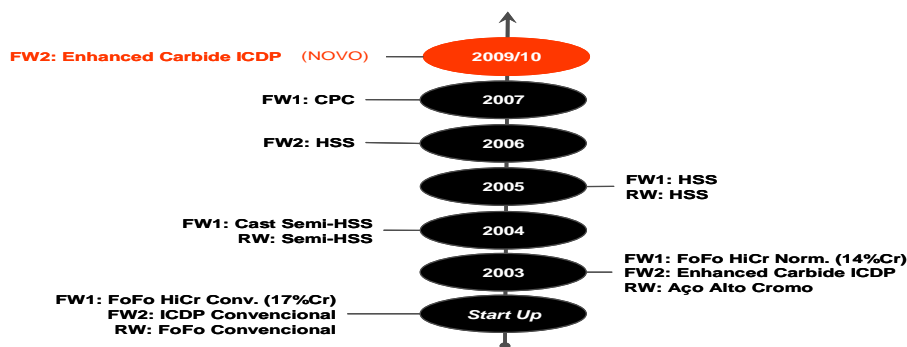 FW2: Enhanced Carbide ICDP (NOVO)
2009/10
FW1: CPC
2007
FW2: HSS
2006
2005
FW1: HSS
RW: HSS
FW1: Cast Semi-HSS
RW: Semi-HSS
2004
2003
FW1: FoFo HiCr Norm. (14%Cr)
FW2: Enhanced Carbide ICDP
RW: Aço Alto Cromo
FW1: FoFo HiCr Conv. (17%Cr)
FW2: ICDP Convencional
RW: FoFo Convencional
Start Up